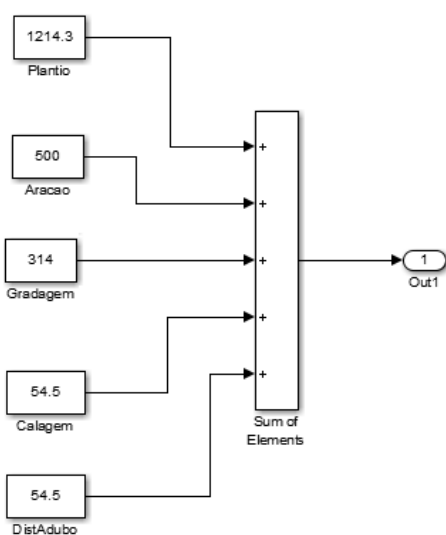 1214.3
Plantio
500
Aracao
314
Gradagem
54.5
Calagem
54.5
DistAdubo
+
+
+
+
+
Sum of
Elements
1
Out1